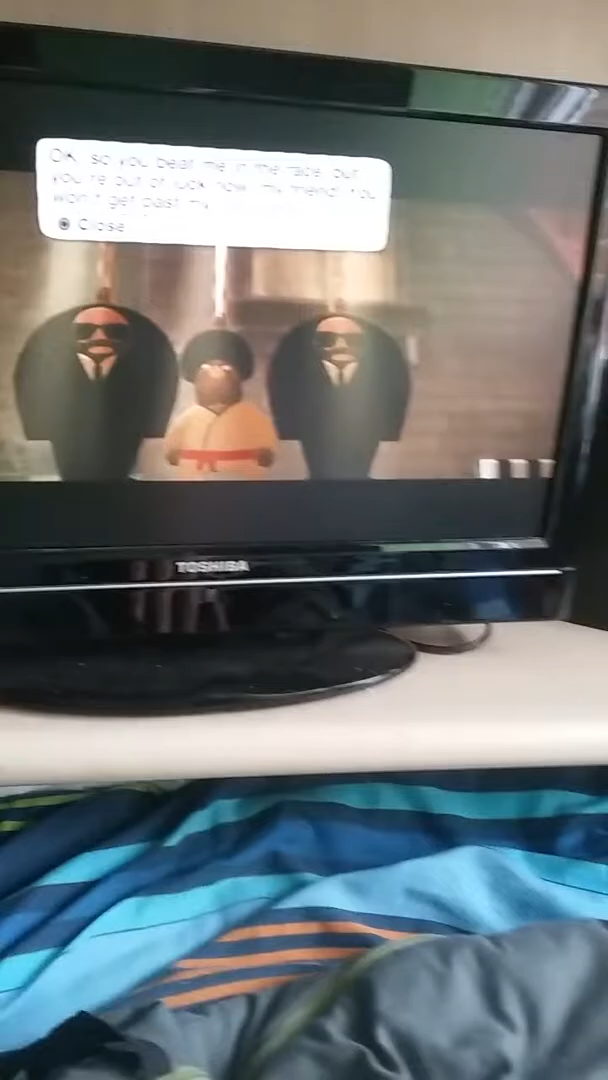 OK, so you beat me in the race, but
you're out of luck now, my friend! You
won't get past my
Close
TOSHIBA